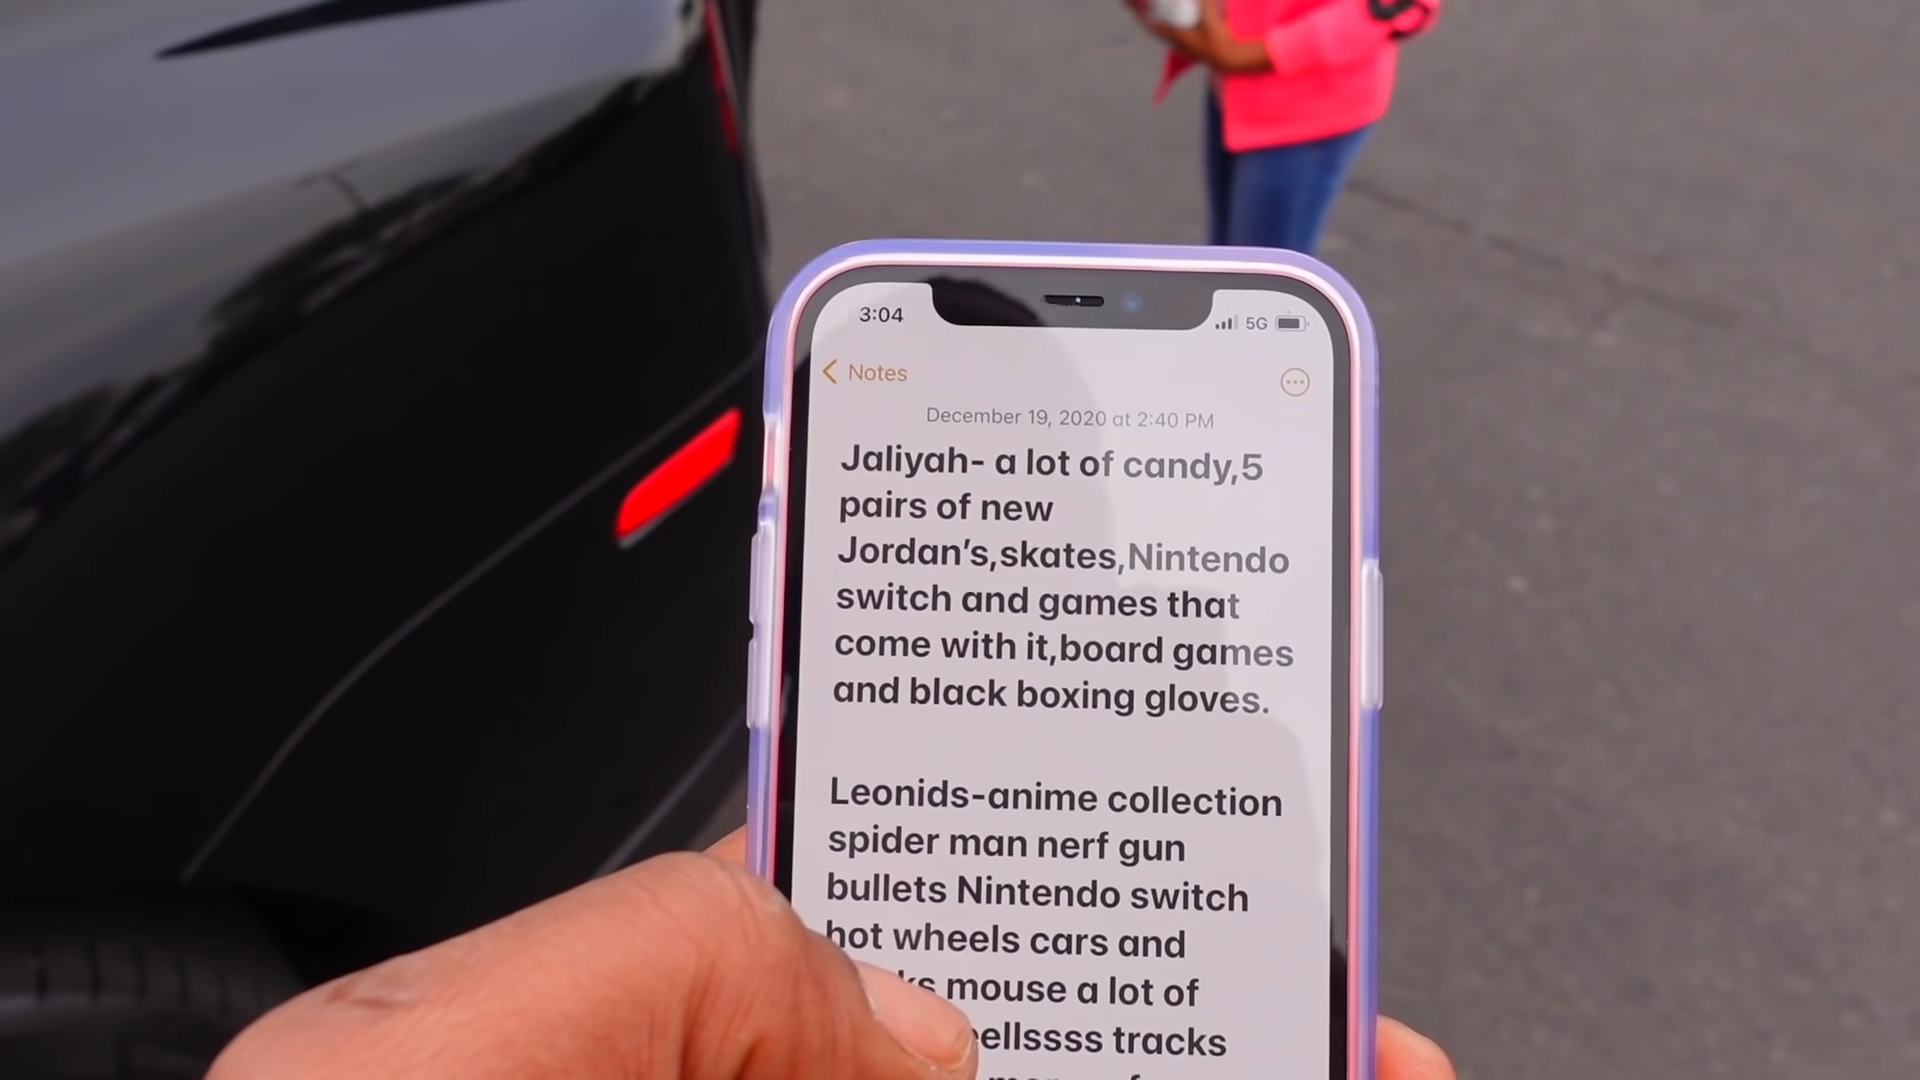 3:04
5G
Notes
December 19, 2020 at 2:40 PM
Jaliyah- a lot of candy,5
pairs of new
Jordan's,skates,Nintendo
switch and games that
come with it,board games
and black boxing gloves.
Leonids-anime collection
spider man nerf gun
bullets Nintendo switch
hot wheels cars and
mouse a lot of
tracks